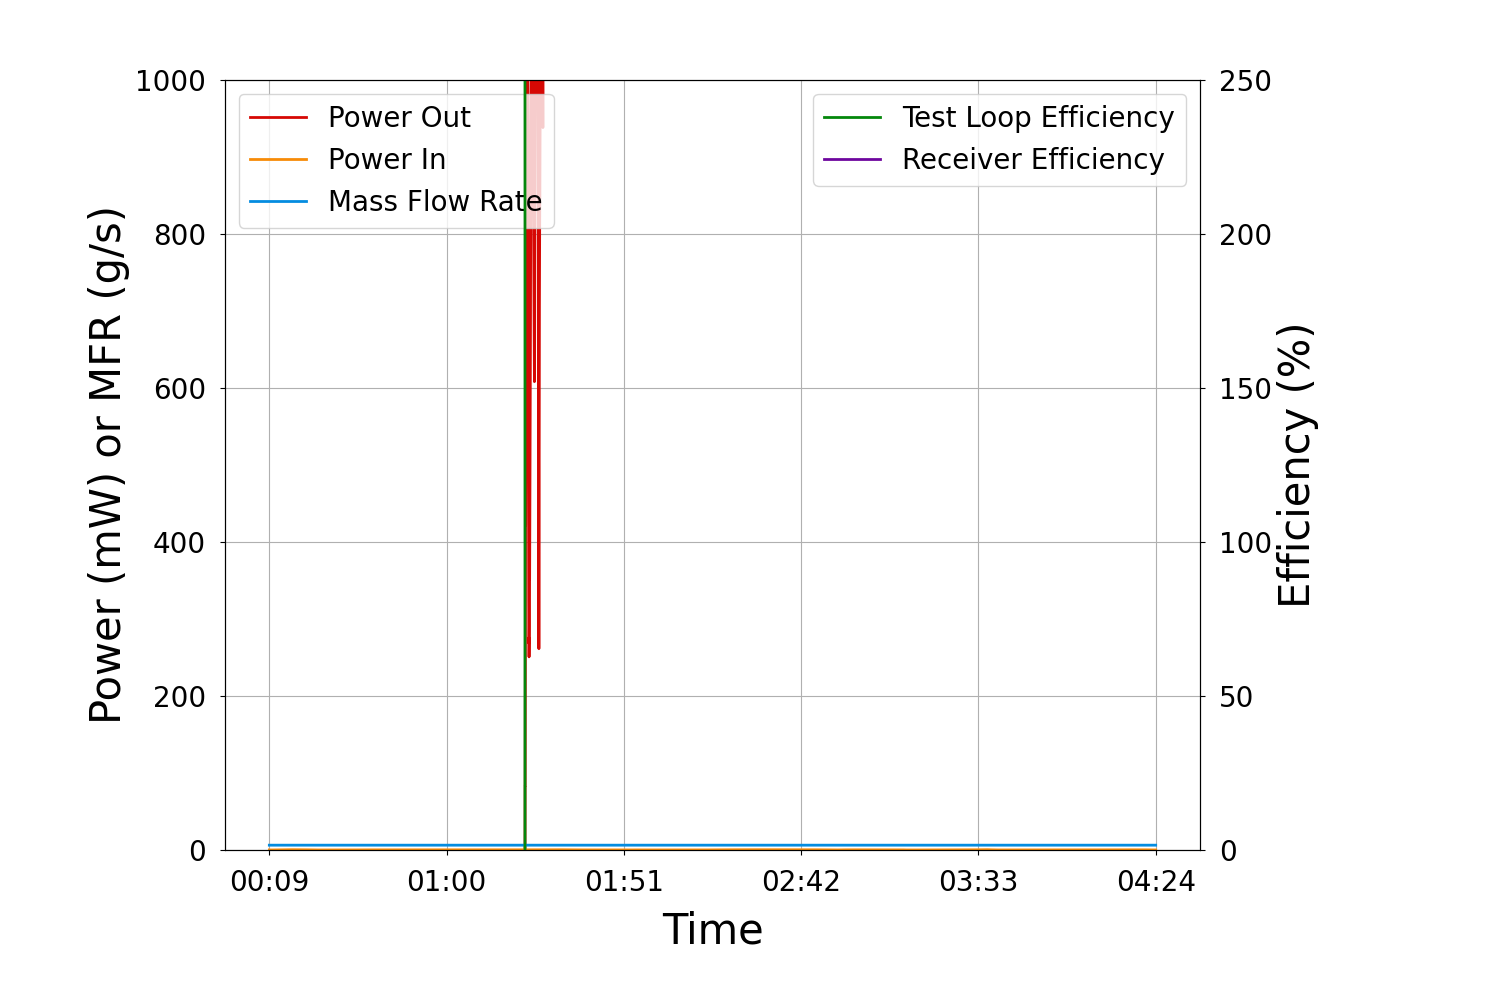 1000
800
600
400
200
0
Power (mW) or MFR (g/s)
Power Out
Power In
Mass Flow Rate
Test Loop Efficiency
Receiver Efficiency
250
200
150
100
50
0
Efficiency (%)
00:09 01:00 01:51 02:42 03:33 04:24
Time